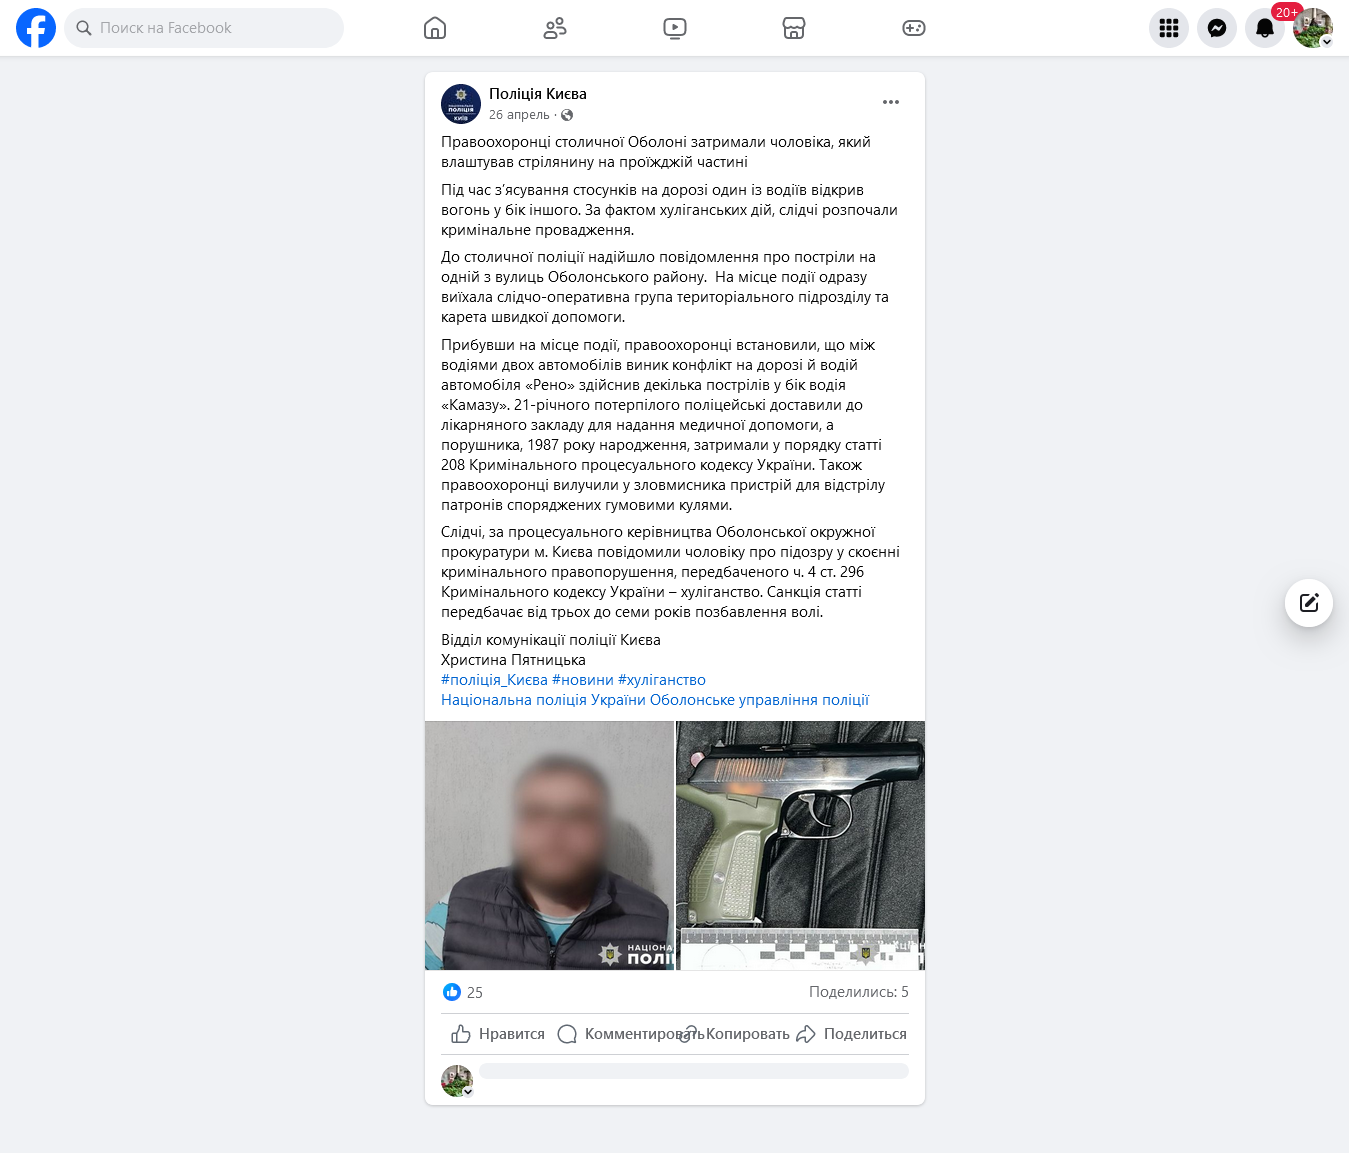 Поиск на Facebook
20+
Поліція Києва
26 апрель ·
Правоохоронці столичної Оболоні затримали чоловіка, який
влаштував стрілянину на проїжджій частині
Під час з’ясування стосунків на дорозі один із водіїв відкрив
вогонь у бік іншого. За фактом хуліганських дій, слідчі розпочали
кримінальне провадження.
До столичної поліції надійшло повідомлення про постріли на
одній з вулиць Оболонського району.  На місце події одразу
виїхала слідчо-оперативна група територіального підрозділу та
карета швидкої допомоги.
Прибувши на місце події, правоохоронці встановили, що між
водіями двох автомобілів виник конфлікт на дорозі й водій
автомобіля «Рено» здійснив декілька пострілів у бік водія
«Камазу». 21-річного потерпілого поліцейські доставили до
лікарняного закладу для надання медичної допомоги, а
порушника, 1987 року народження, затримали у порядку статті
208 Кримінального процесуального кодексу України. Також
правоохоронці вилучили у зловмисника пристрій для відстрілу
патронів споряджених гумовими кулями.
Слідчі, за процесуального керівництва Оболонської окружної
прокуратури м. Києва повідомили чоловіку про підозру у скоєнні
кримінального правопорушення, передбаченого ч. 4 ст. 296
Кримінального кодексу України – хуліганство. Санкція статті
передбачає від трьох до семи років позбавлення волі.
Відділ комунікації поліції Києва
Христина Пятницька
#поліція_Києва #новини #хуліганство
Національна поліція України Оболонське управління поліції
НАЦІОНА
ПОЛІ
25
Поделились: 5
Нравится
Комментировать
Копировать
Поделиться